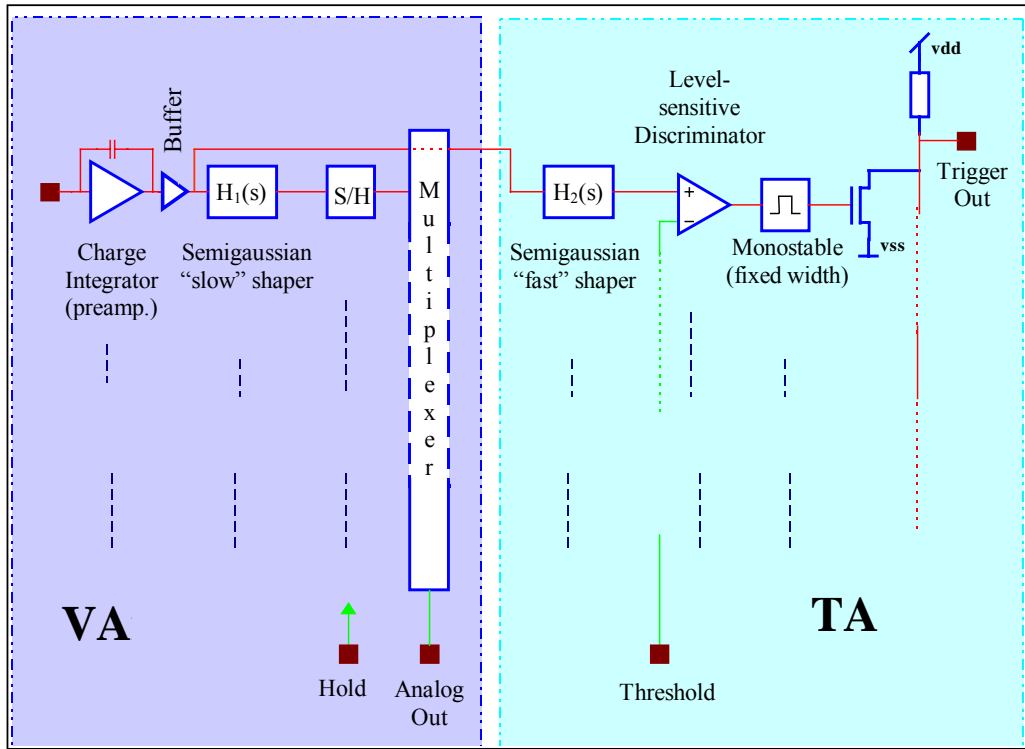 Buffer
H₁(s)
S/H
Charge
Integrator
(preamp.)
Semigaussian
“slow” shaper
Multiplexer
VA
Hold
Analog
Out
Level-
sensitive
Discriminator
vdd
Trigger
Out
H₂(s)
+
−
vss
Semigaussian
“fast” shaper
Monostable
(fixed width)
Threshold
TA